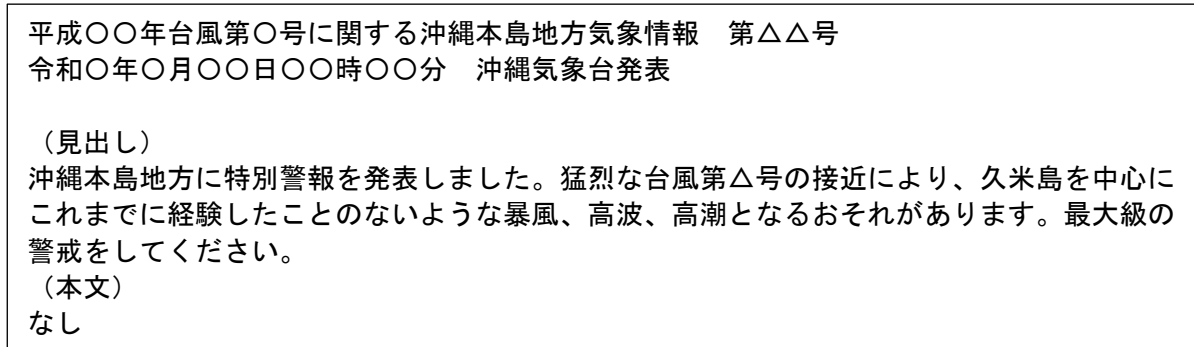 平成〇〇年台風第〇号に関する沖縄本島地方気象情報　第△△号
令和〇年〇月〇〇日〇〇時〇〇分　沖縄気象台発表
（見出し）
沖縄本島地方に特別警報を発表しました。猛烈な台風第△号の接近により、久米島を中心に
これまでに経験したことのないような暴風、高波、高潮となるおそれがあります。最大級の
警戒をしてください。
（本文）
なし